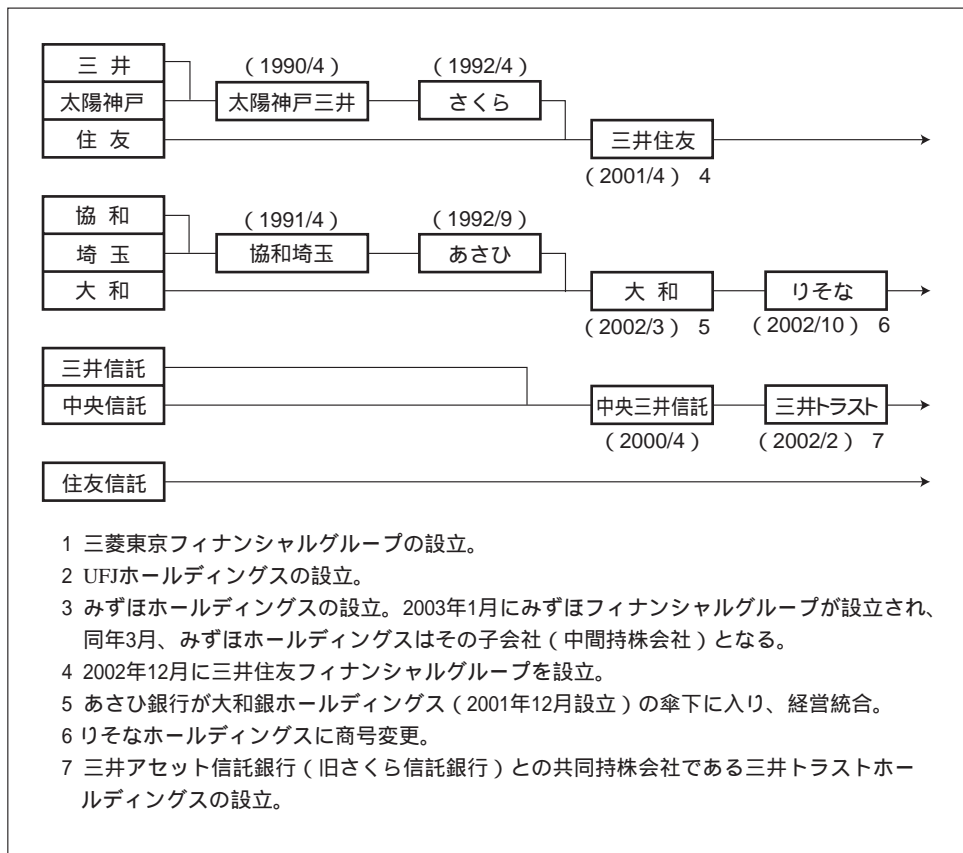 三 井
（1990/4） （1992/4）
太陽神戸 太陽神戸三井 さくら
住 友 三井住友
（2001/4） 4
協 和
（1991/4） （1992/9）
埼 玉 協和埼玉 あさひ
大 和 大 和 りそな
（2002/3） 5 （2002/10） 6
三井信託
中央信託 中央三井信託 三井トラスト
（2000/4） （2002/2） 7
住友信託
1 三菱東京フィナンシャルグループの設立。
2 UFJホールディングスの設立。
3 みずほホールディングスの設立。2003年1月にみずほフィナンシャルグループが設立され、
同年3月、みずほホールディングスはその子会社（中間持株会社）となる。
4 2002年12月に三井住友フィナンシャルグループを設立。
5 あさひ銀行が大和銀ホールディングス（2001年12月設立）の傘下に入り、経営統合。
6 りそなホールディングスに商号変更。
7 三井アセット信託銀行（旧さくら信託銀行）との共同持株会社である三井トラストホー
ルディングスの設立。